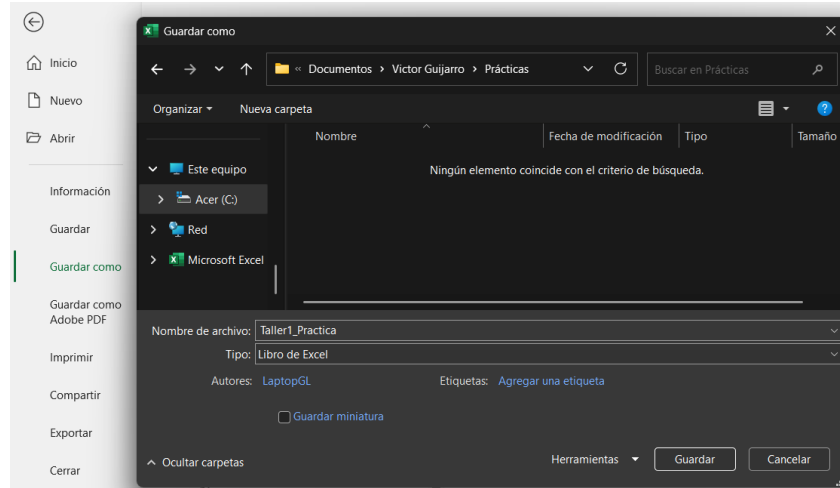 Guardar como
Inicio
« Documentos > Victor Guijarro > Prácticas
Buscar en Prácticas
Nuevo
Organizar
Nueva carpeta
?
Abrir
Nombre
Fecha de modificación
Tipo
Tamaño
Este equipo
Ningún elemento coincide con el criterio de búsqueda.
Información
Acer (C:)
Guardar
Red
Guardar como
Microsoft Excel
Guardar como
Adobe PDF
Nombre de archivo: Taller1_Practica
Imprimir
Tipo: Libro de Excel
Autores: LaptopGL
Etiquetas: Agregar una etiqueta
Compartir
Guardar miniatura
Exportar
Ocultar carpetas
Herramientas
Guardar
Cancelar
Cerrar